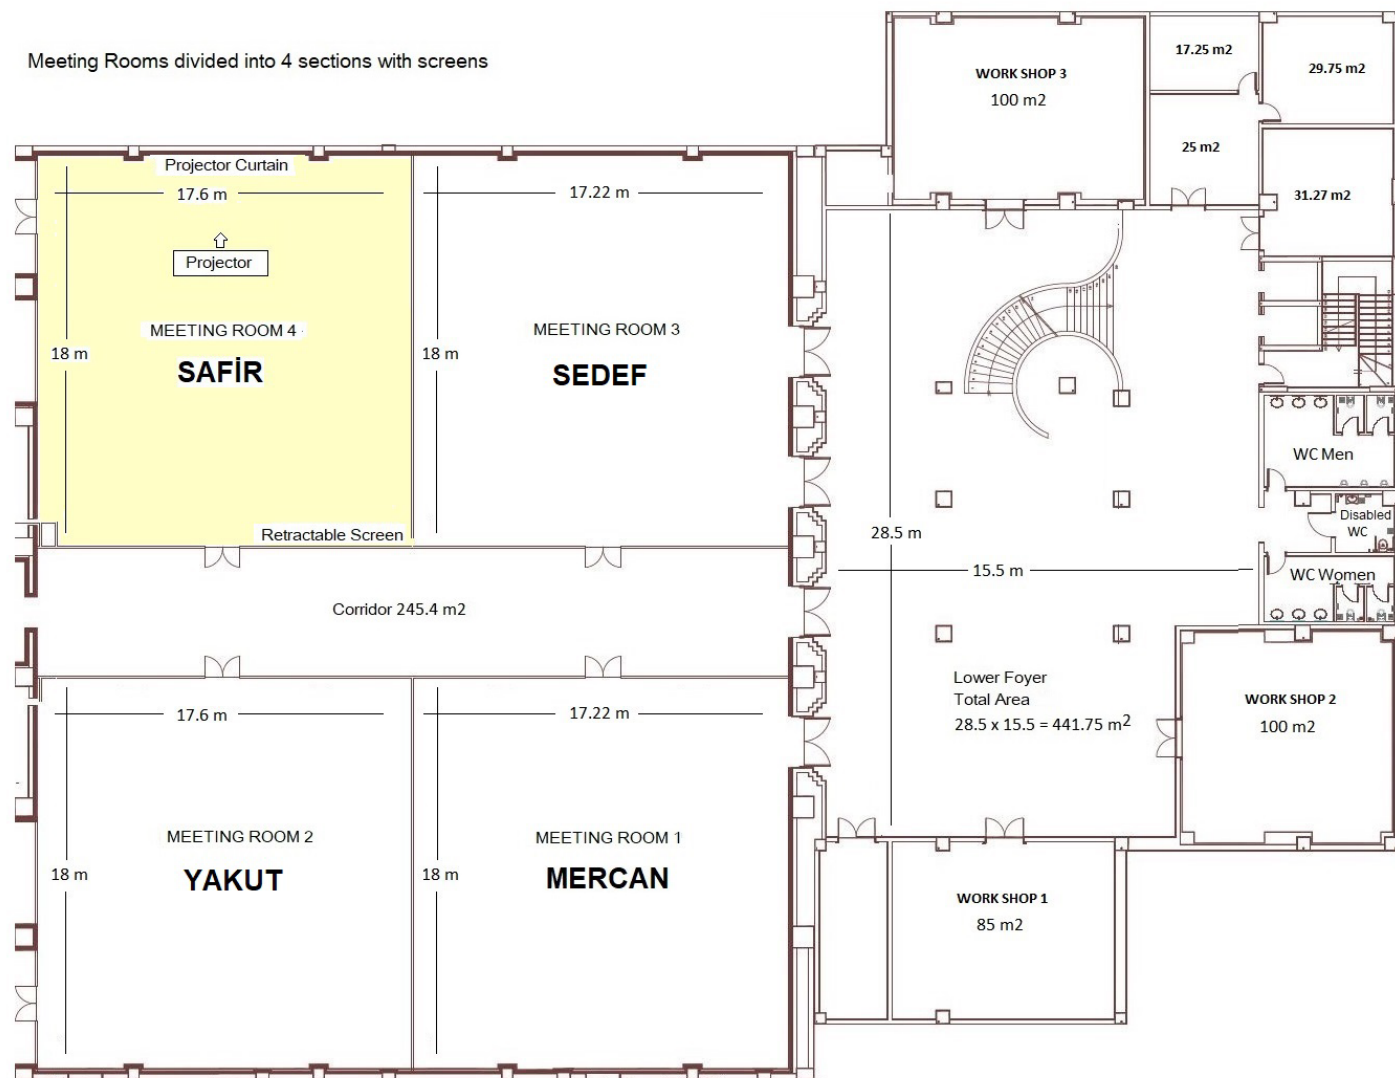 Meeting Rooms divided into 4 sections with screens
WORK SHOP 3
100 m2
17.25 m2
29.75 m2
25 m2
31.27 m2
Projector Curtain
17.6 m
Projector
MEETING ROOM 4
18 m
SAFİR
Retractable Screen
17.22 m
MEETING ROOM 3
18 m
SEDEF
WC Men
Disabled
WC
WC Women
28.5 m
15.5 m
Corridor 245.4 m2
Lower Foyer
Total Area
28.5 x 15.5 = 441.75 m²
WORK SHOP 2
100 m2
17.6 m
MEETING ROOM 2
18 m
YAKUT
17.22 m
MEETING ROOM 1
18 m
MERCAN
WORK SHOP 1
85 m2